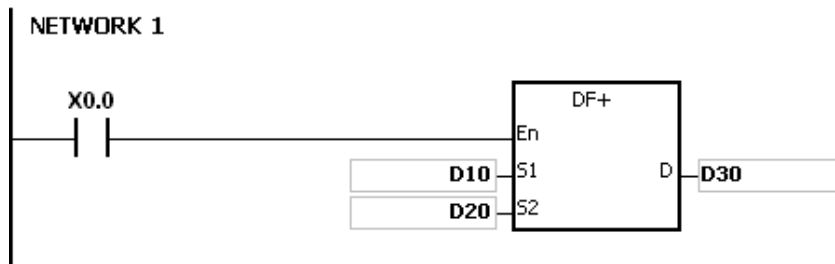 NETWORK 1
X0.0
DF+
En
D10 S1 D D30
D20 S2